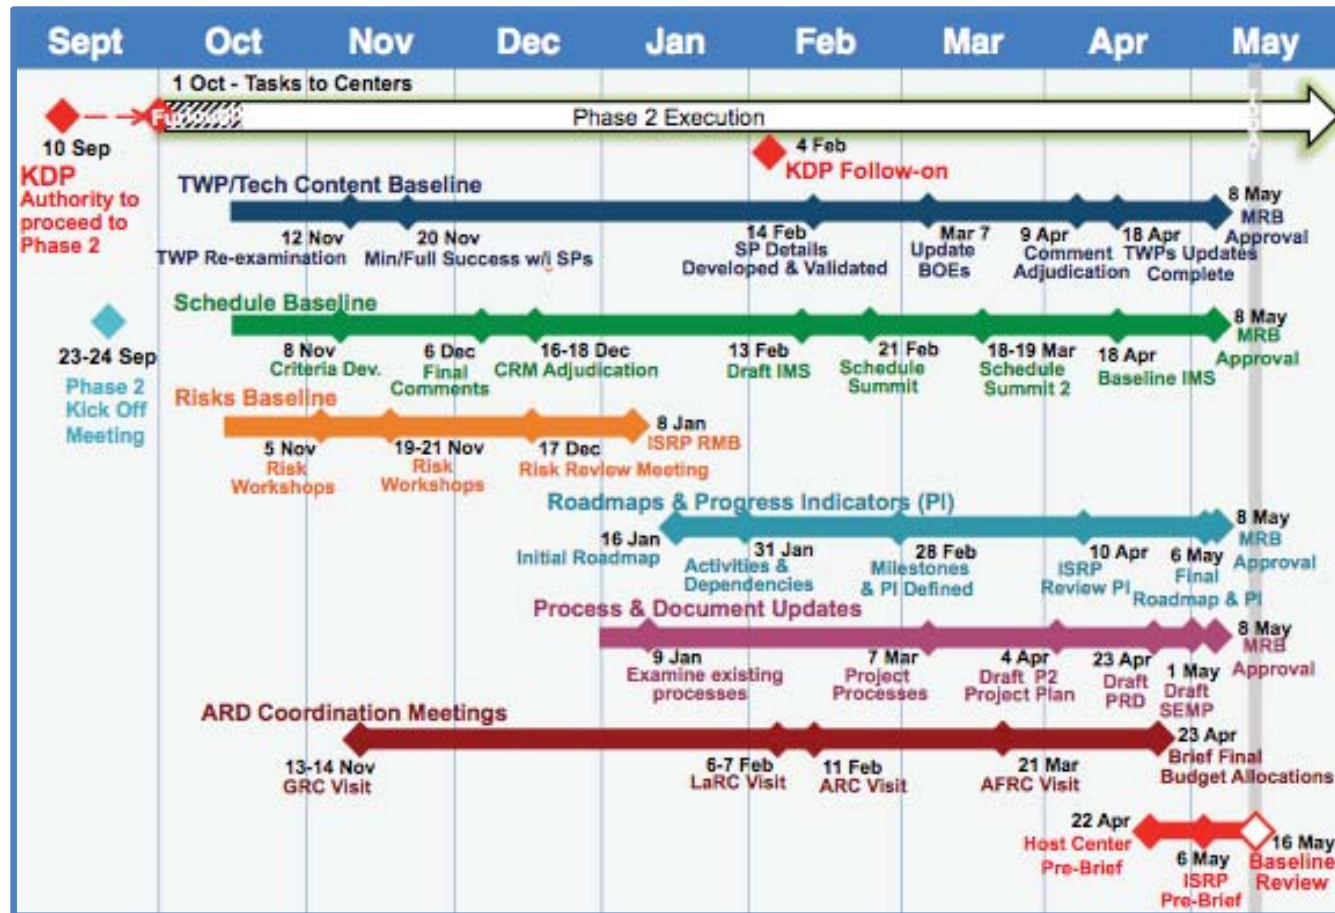 Sept Oct Nov Dec Jan Feb Mar Apr May
1 Oct - Tasks to Centers
Phase 2 Execution
10 Sep
KDP
Authority to
proceed to
Phase 2
4 Feb
KDP Follow-on
TWP/Tech Content Baseline
12 Nov
TWP Re-examination
20 Nov
Min/Full Success w/i SPs
14 Feb
SP Details
Developed & Validated
Mar 7
Update
BOEs
9 Apr
Comment
Adjudication
18 Apr
TWPs Updates
Complete
8 May
MRB
Approval
23-24 Sep
Phase 2
Kick Off
Meeting
Schedule Baseline
8 Nov
Criteria Dev.
6 Dec
Final
Comments
16-18 Dec
CRM Adjudication
13 Feb
Draft IMS
21 Feb
Schedule
Summit
18-19 Mar
Schedule
Summit 2
18 Apr
Baseline IMS
8 May
MRB
Approval
Risks Baseline
5 Nov
Risk
Workshops
19-21 Nov
Risk
Workshops
17 Dec
Risk Review Meeting
8 Jan
ISRP RMB
Roadmaps & Progress Indicators (PI)
16 Jan
Initial Roadmap
31 Jan
Activities &
Dependencies
28 Feb
Milestones
& PI Defined
10 Apr
ISRP
Review PI
6 May
Final
Roadmap & PI
8 May
MRB
Approval
Process & Document Updates
9 Jan
Examine existing
processes
7 Mar
Project
Processes
4 Apr
Draft P2
Project Plan
23 Apr
Draft
PRD
1 May
Draft
SEMP
8 May
MRB
Approval
ARD Coordination Meetings
13-14 Nov
GRC Visit
6-7 Feb
LaRC Visit
11 Feb
ARC Visit
21 Mar
AFRC Visit
23 Apr
Brief Final
Budget Allocations
22 Apr
Host Center
Pre-Brief
6 May
ISRP
Pre-Brief
16 May
Baseline
Review